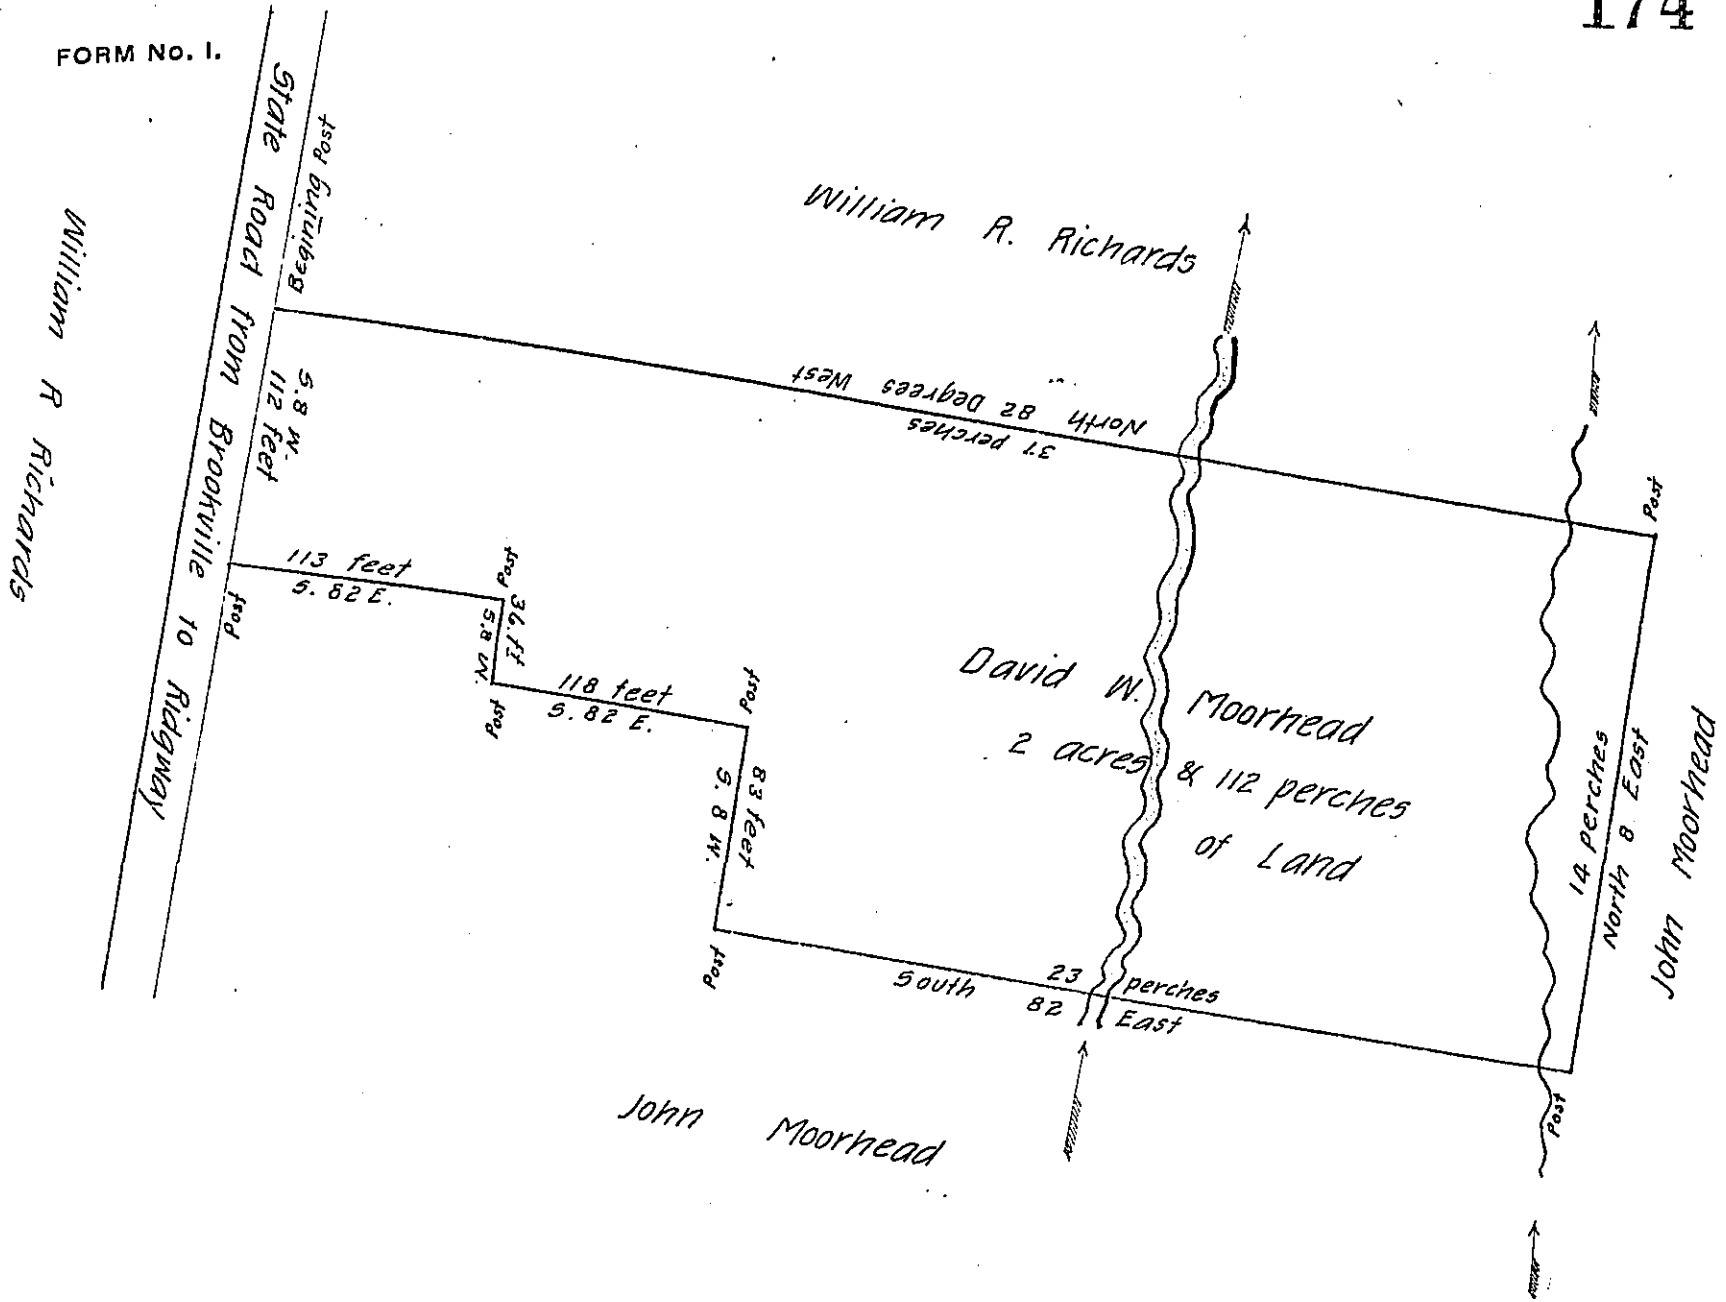 174
FORM No. 1.
State Road from Brookville to Ridgway
Begining Post
William R Richards
William R. Richards
S. 8 W.
112 feet
North 82 Degrees West
37 perches
Post
113 feet
S. 82 E.
Post
Post
36. ft
S. 8 W.
Post
118 feet
S. 82 E.
Post
83 feet
S. 8 W.
Post
David W. Moorhead
2 acres & 112 perches
of Land
14 perches
North 8 East
John Moorhead
23 perches
South 82 East
Post
John Moorhead